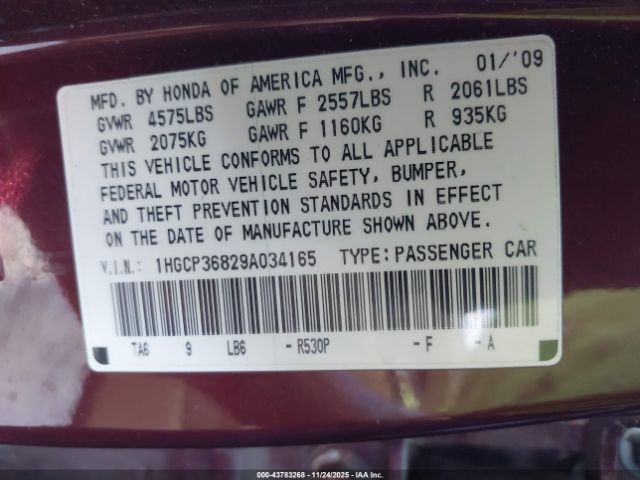 MFD. BY HONDA OF AMERICA MFG., INC. 01/'09
GVWR 4575LBS GAWR F 2557LBS R 2061LBS
GVWR 2075KG GAWR F 1160KG R 935KG
THIS VEHICLE CONFORMS TO ALL APPLICABLE
FEDERAL MOTOR VEHICLE SAFETY, BUMPER,
AND THEFT PREVENTION STANDARDS IN EFFECT
ON THE DATE OF MANUFACTURE SHOWN ABOVE.
V.I.N.: 1HGCP36829A034165 TYPE:PASSENGER CAR
TA6 9 LB6 -R530P -F -A
000-43783268 - 11/24/2025 - IAAI.COM